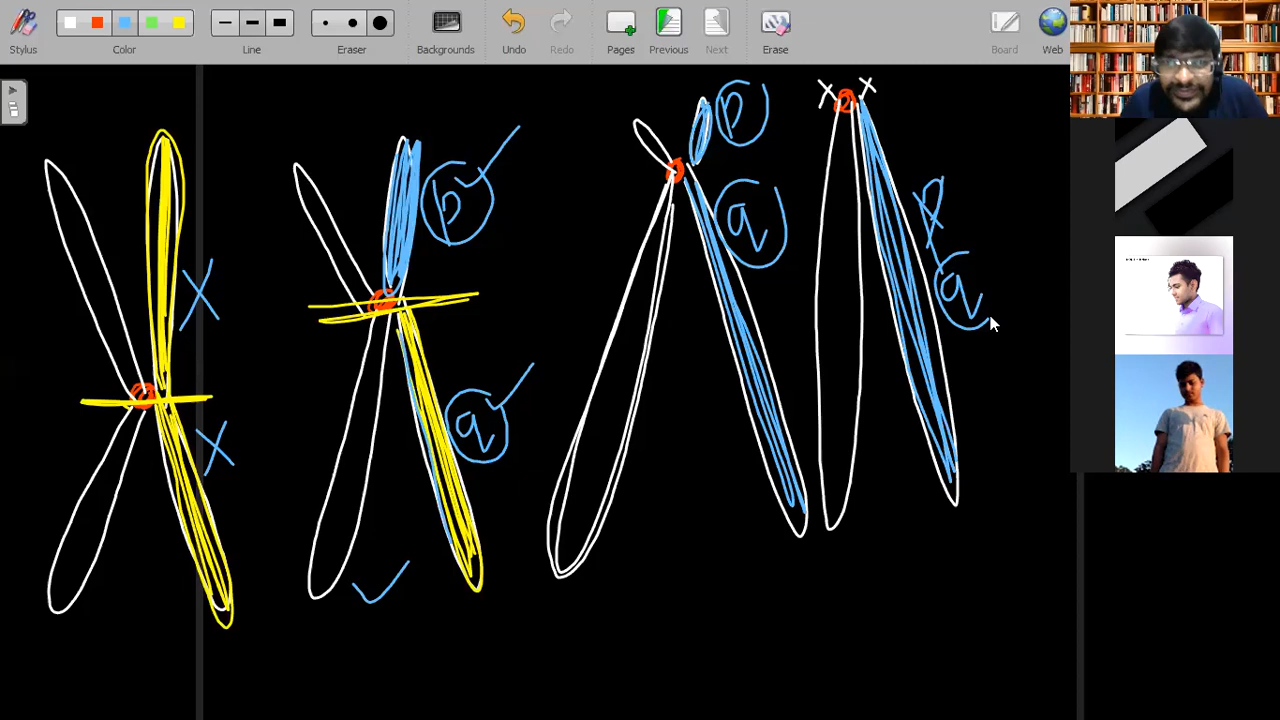 Stylus
Color
Line
Eraser
Backgrounds
Undo
Redo
Pages
Previous
Next
Erase
Board
Web
p
q
p
q
p
q